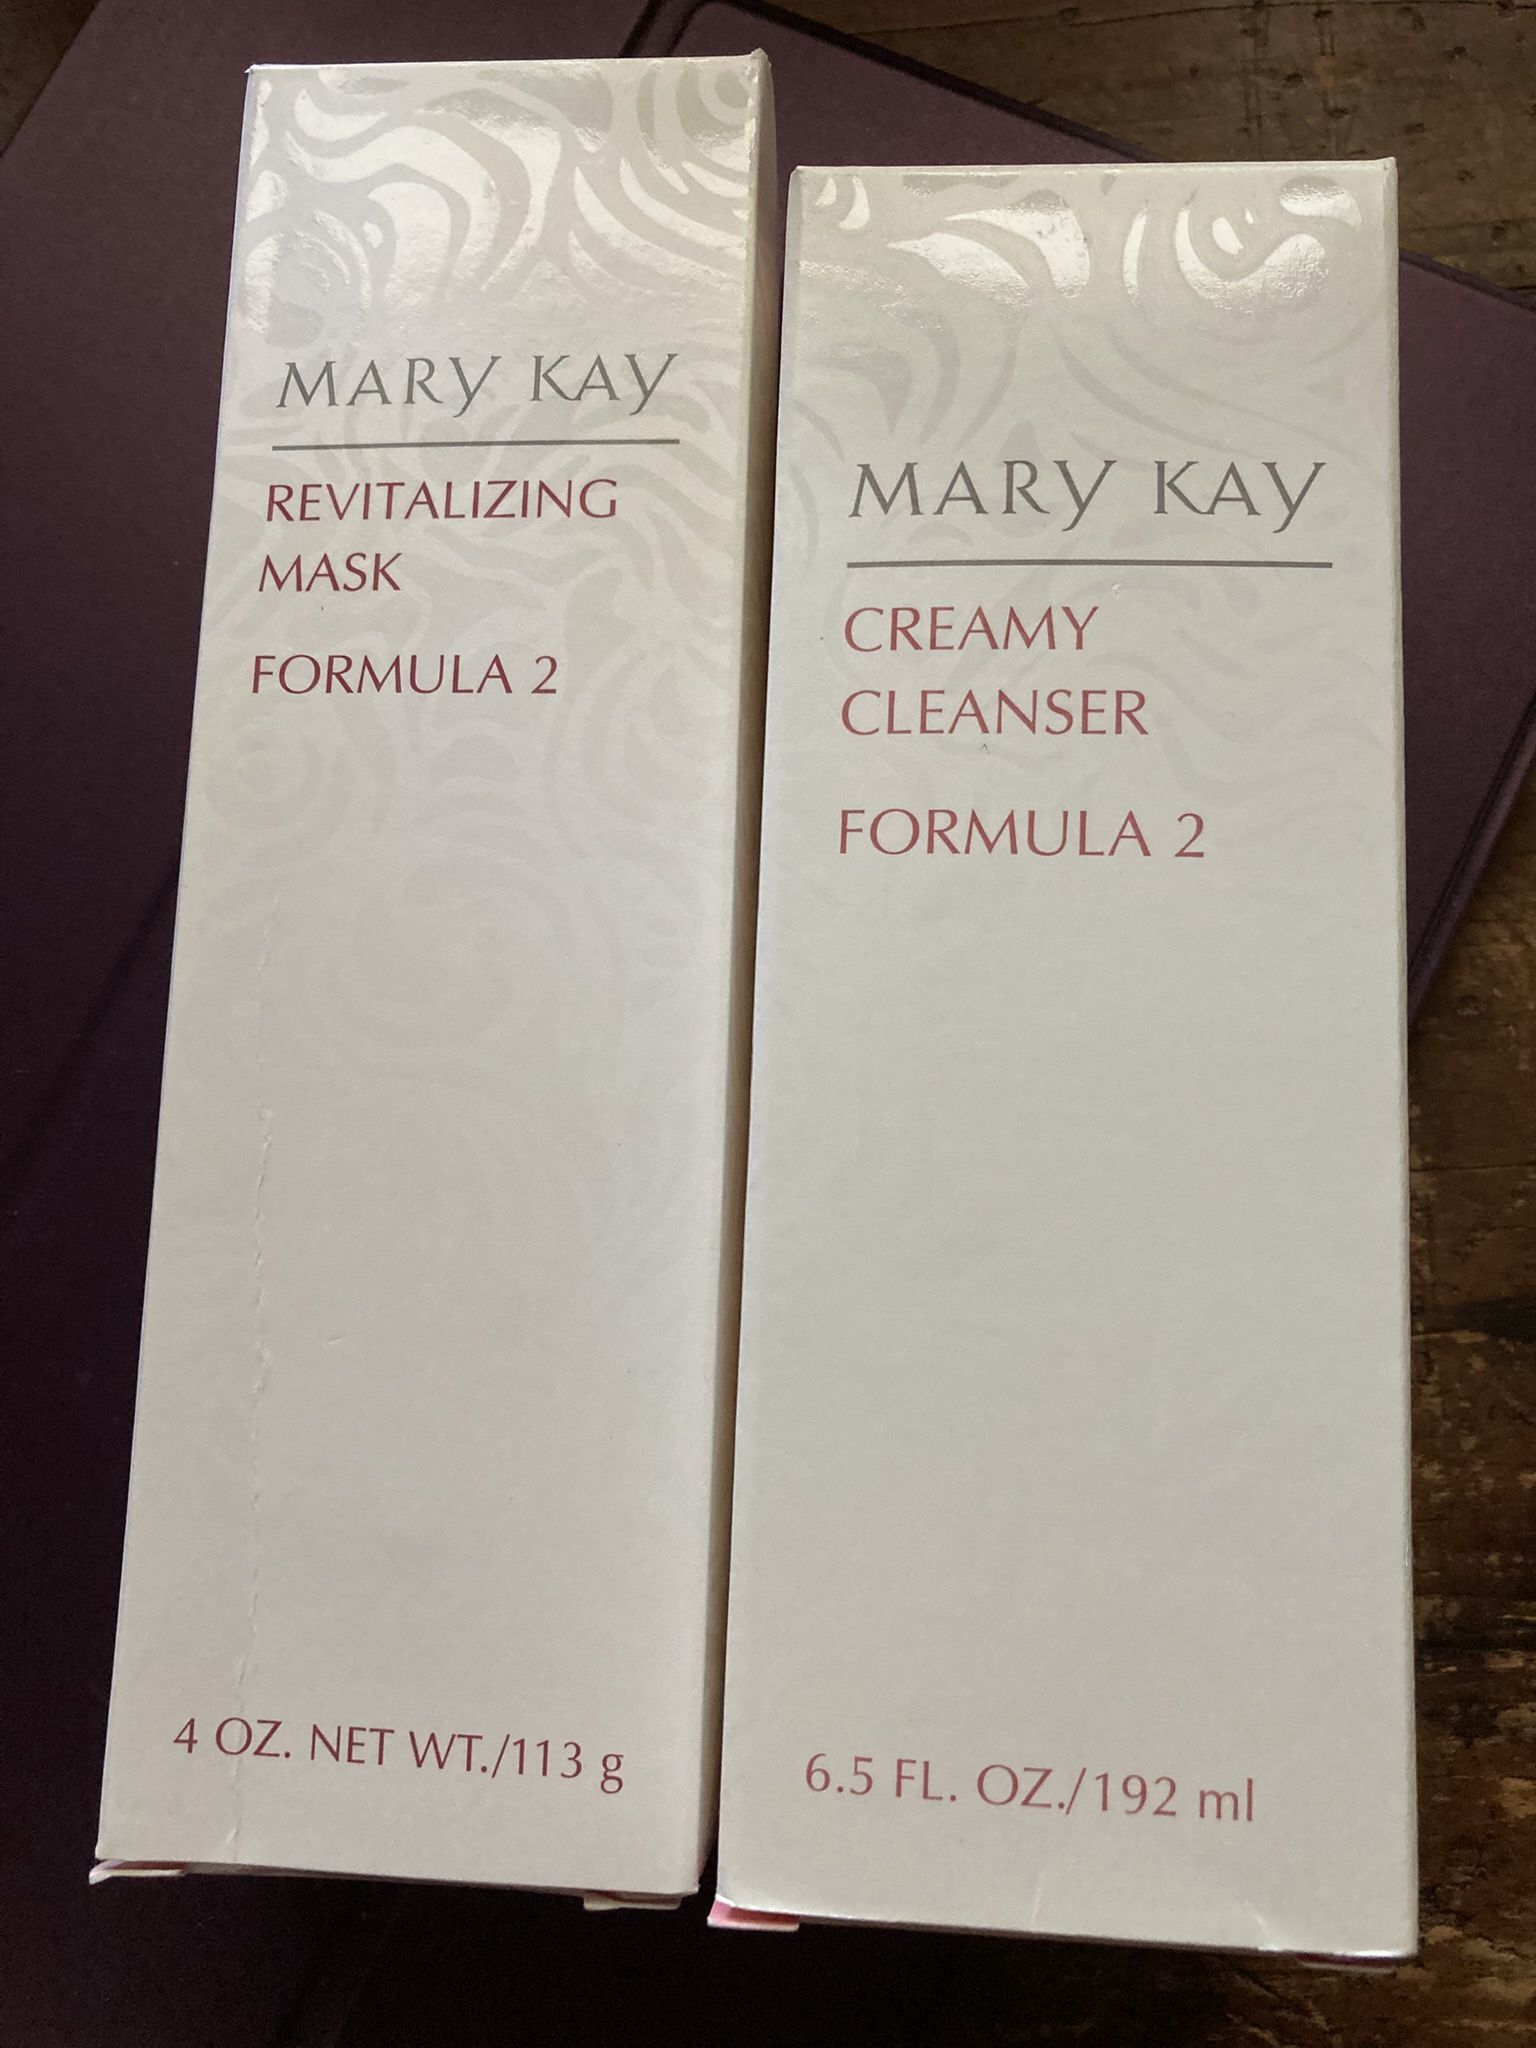 MARY KAY
REVITALIZING
MASK
FORMULA 2
4 OZ. NET WT./113 g
MARY KAY
CREAMY
CLEANSER
FORMULA 2
6.5 FL. OZ./192 ml